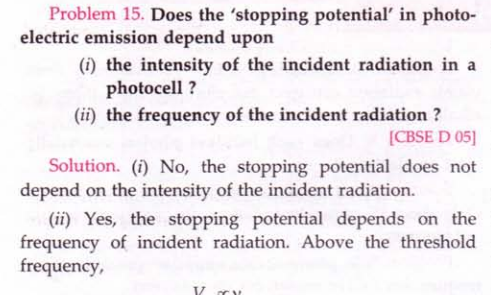 Problem 15. Does the ‘stopping potential’ in photo-
electric emission depend upon
(i) the intensity of the incident radiation in a
photocell ?
(ii) the frequency of the incident radiation ?
[CBSE D 05]
Solution. (i) No, the stopping potential does not
depend on the intensity of the incident radiation.
(ii) Yes, the stopping potential depends on the
frequency of incident radiation. Above the threshold
frequency,
V ∝ ν